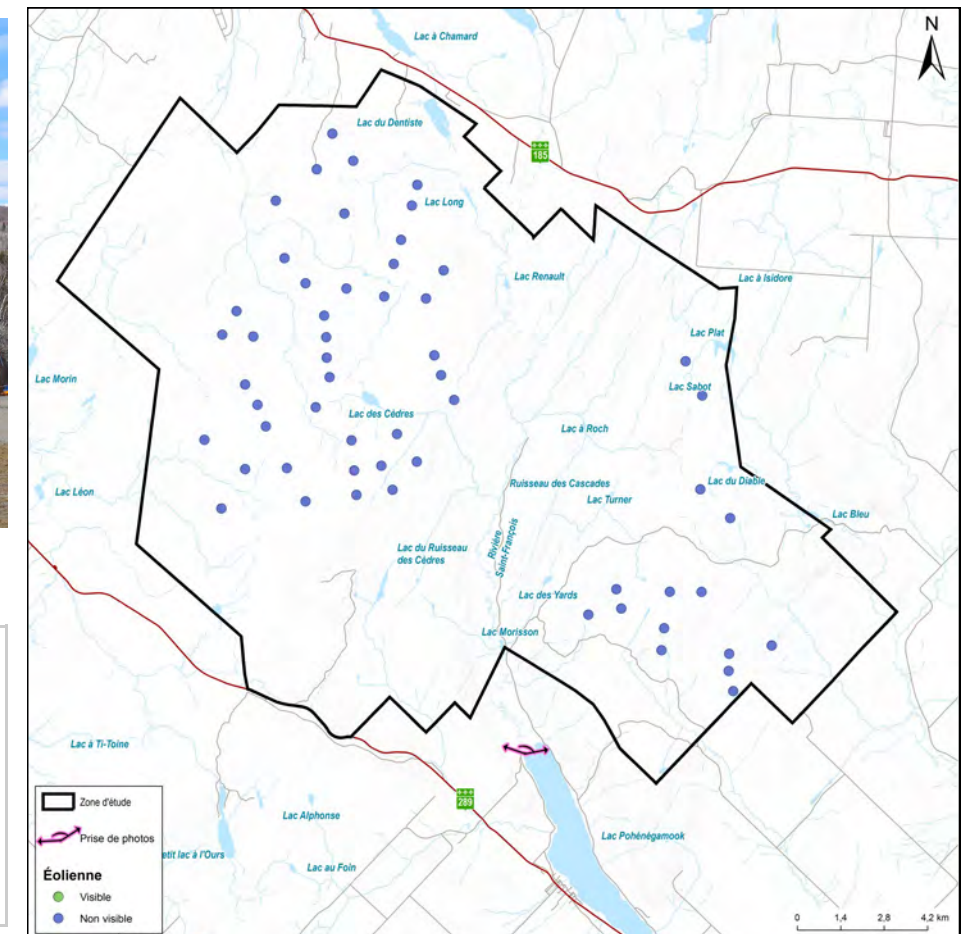 Lac à Chamard
N
Lac du Dentiste
185
Lac Long
Lac Renault
Lac à Isidore
Lac Plat
Lac Morin
Lac Sabot
Lac des Cèdres
Lac à Roch
Ruisseau des Cascades
Lac du Diable
Lac Léon
Lac Turner
Lac Bleu
Rivière
Saint-François
Lac du Ruisseau
des Cèdres
Lac des Yards
Lac Morisson
Lac à Ti-Toine
289
Lac Alphonse
Lac Pohénégamook
etit lac à l'Ours
Lac au Foin
Zone d'étude
Prise de photos
Éolienne
Visible
Non visible
0 1,4 2,8 4,2 km